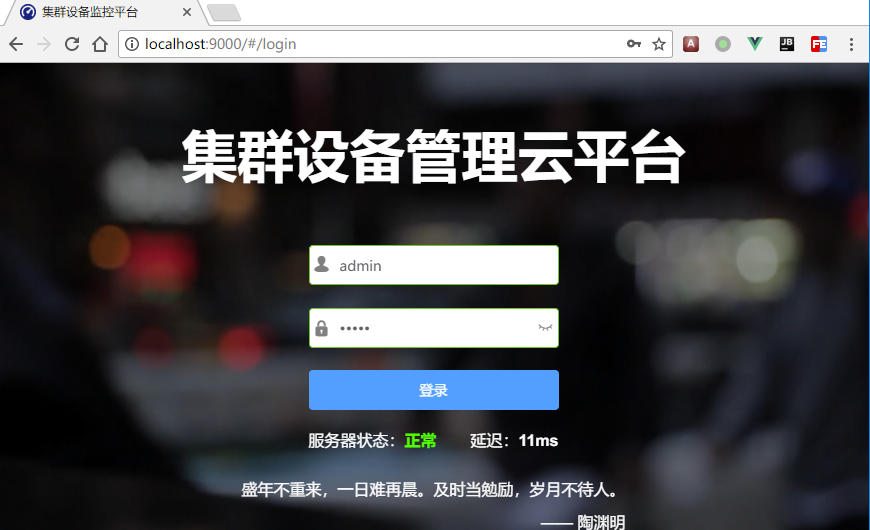 集群设备监控平台
localhost:9000/#/login
A
JB
FE
集群设备管理云平台
admin
•••••
登录
服务器状态：正常 延迟：11ms
盛年不重来，一日难再晨。及时当勉励，岁月不待人。
—— 陶渊明